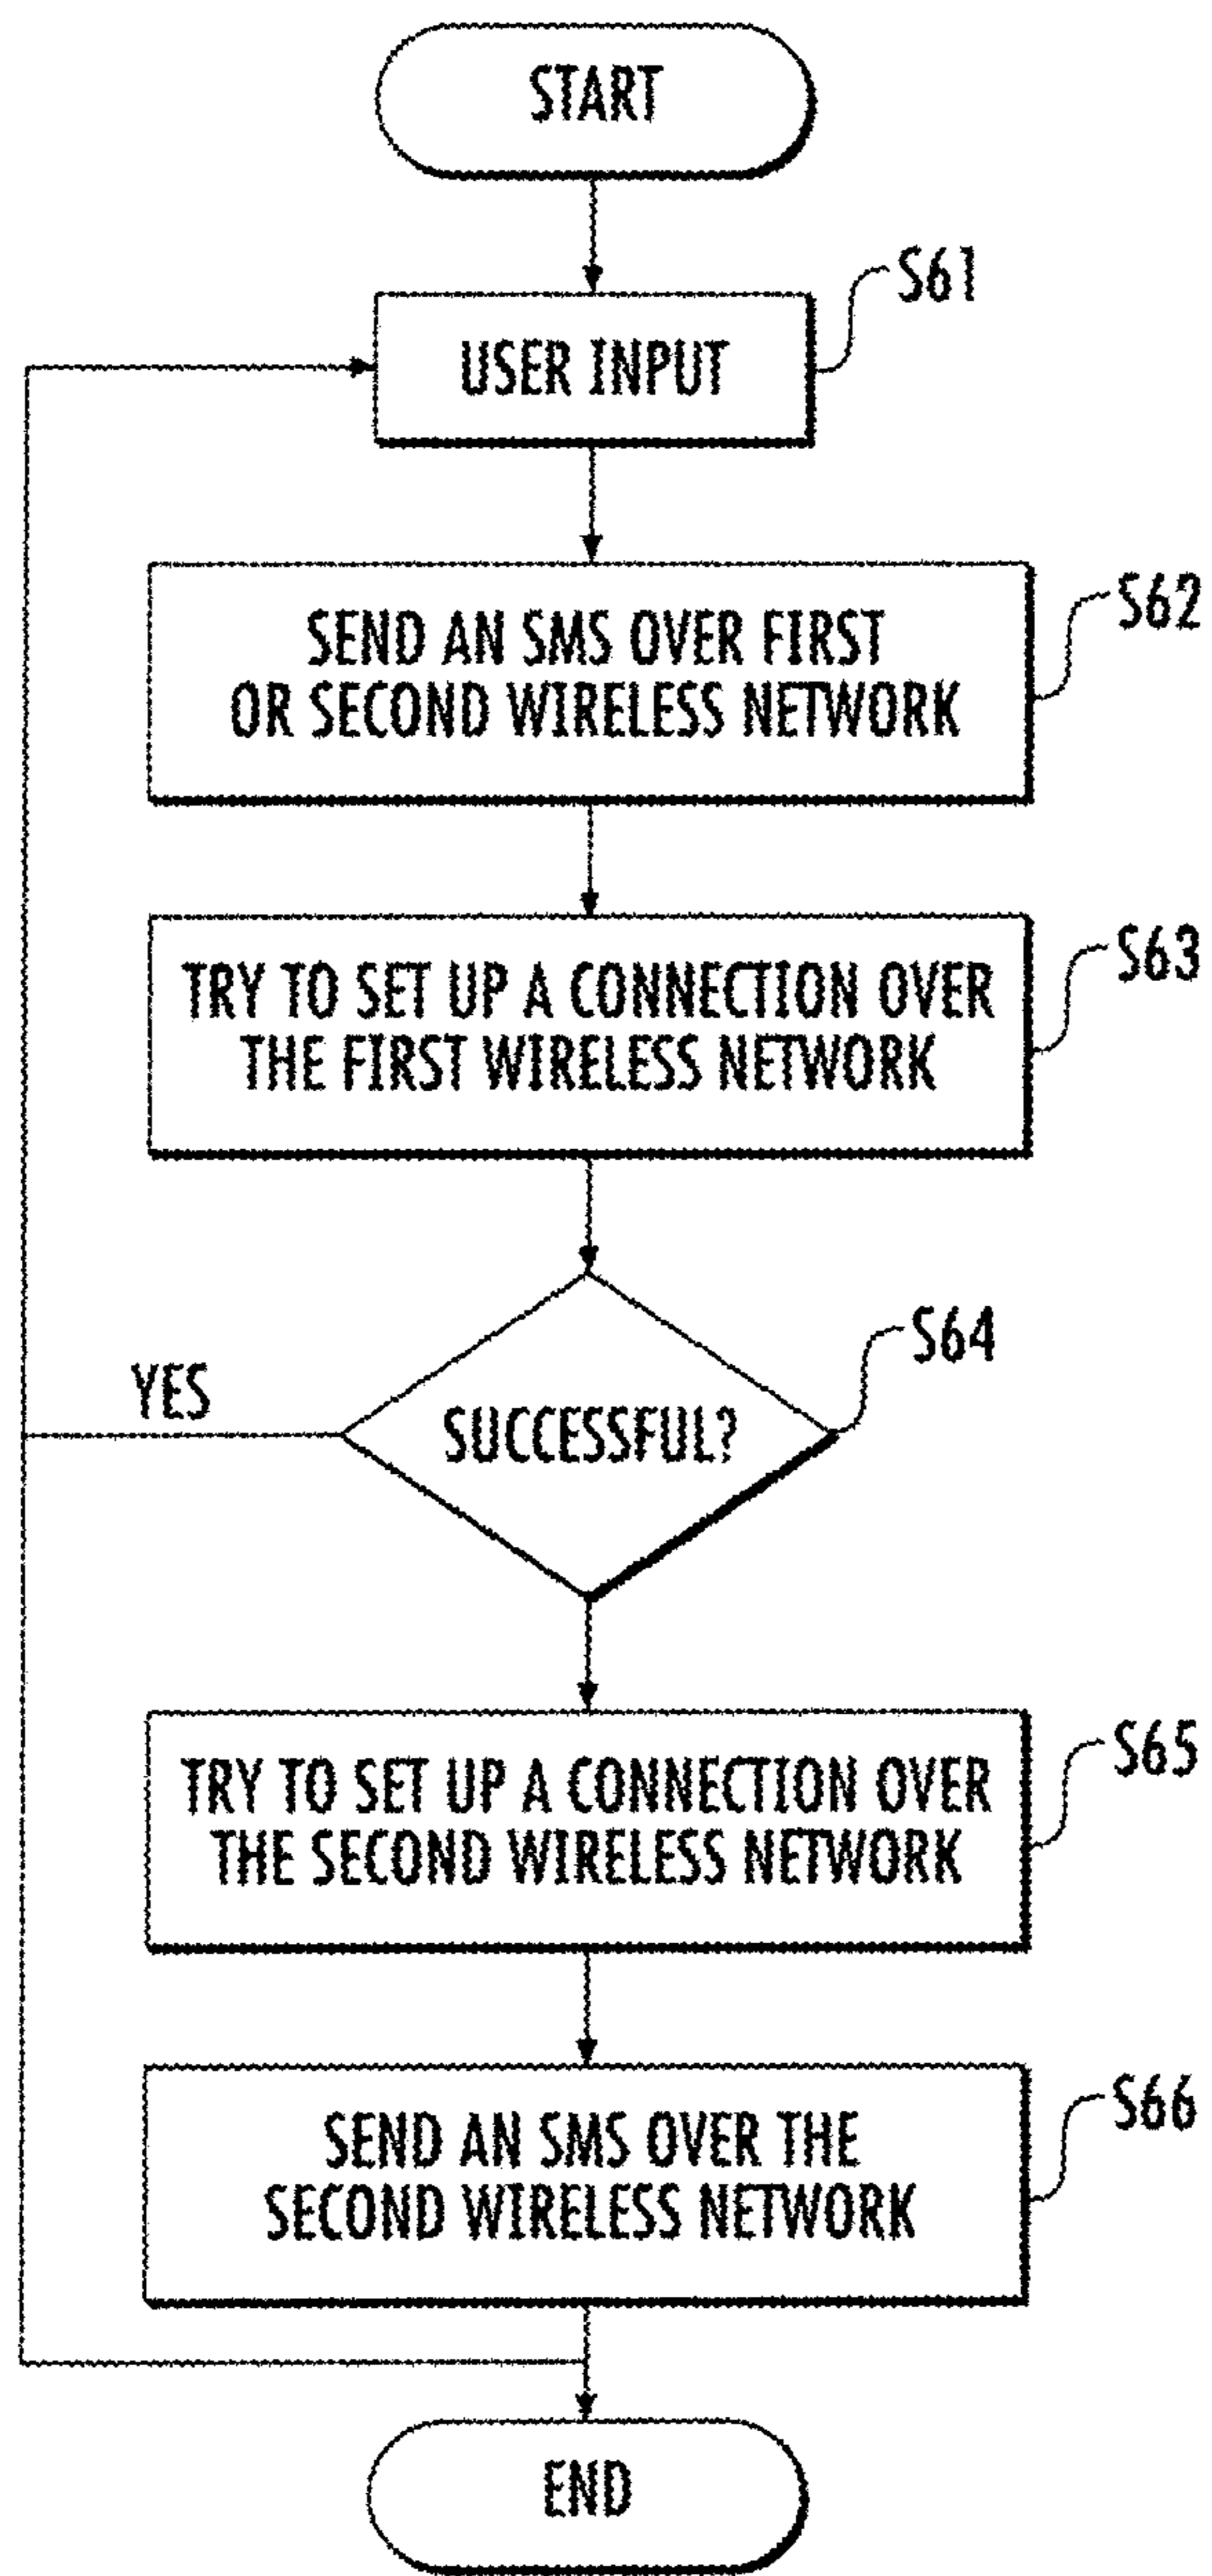 START
S61
USER INPUT
S62
SEND AN SMS OVER FIRST
OR SECOND WIRELESS NETWORK
S63
TRY TO SET UP A CONNECTION OVER
THE FIRST WIRELESS NETWORK
S64
YES
SUCCESSFUL?
S65
TRY TO SET UP A CONNECTION OVER
THE SECOND WIRELESS NETWORK
S66
SEND AN SMS OVER THE
SECOND WIRELESS NETWORK
END